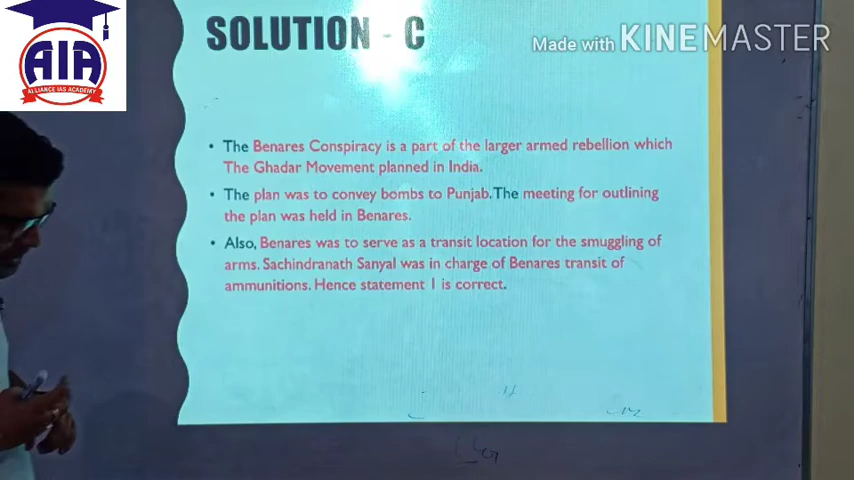 SOLUTION - C
Made with KINEMASTER
AIA
ALLIANCE IAS ACADEMY
• The Benares Conspiracy is a part of the larger armed rebellion which
The Ghadar Movement planned in India.
• The plan was to convey bombs to Punjab. The meeting for outlining
the plan was held in Benares.
• Also, Benares was to serve as a transit location for the smuggling of
arms. Sachindranath Sanyal was in charge of Benares transit of
ammunitions. Hence statement 1 is correct.